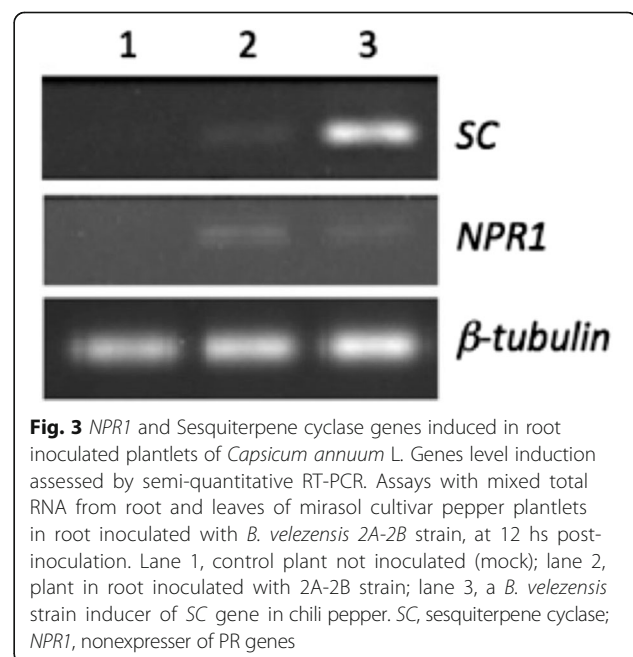 1 2 3
SC
NPR1
β-tubulin
Fig. 3 NPR1 and Sesquiterpene cyclase genes induced in root
inoculated plantlets of Capsicum annuum L. Genes level induction
assessed by semi-quantitative RT-PCR. Assays with mixed total
RNA from root and leaves of mirasol cultivar pepper plantlets
in root inoculated with B. velezensis 2A-2B strain, at 12 hs post-
inoculation. Lane 1, control plant not inoculated (mock); lane 2,
plant in root inoculated with 2A-2B strain; lane 3, a B. velezensis
strain inducer of SC gene in chili pepper. SC, sesquiterpene cyclase;
NPR1, nonexpresser of PR genes